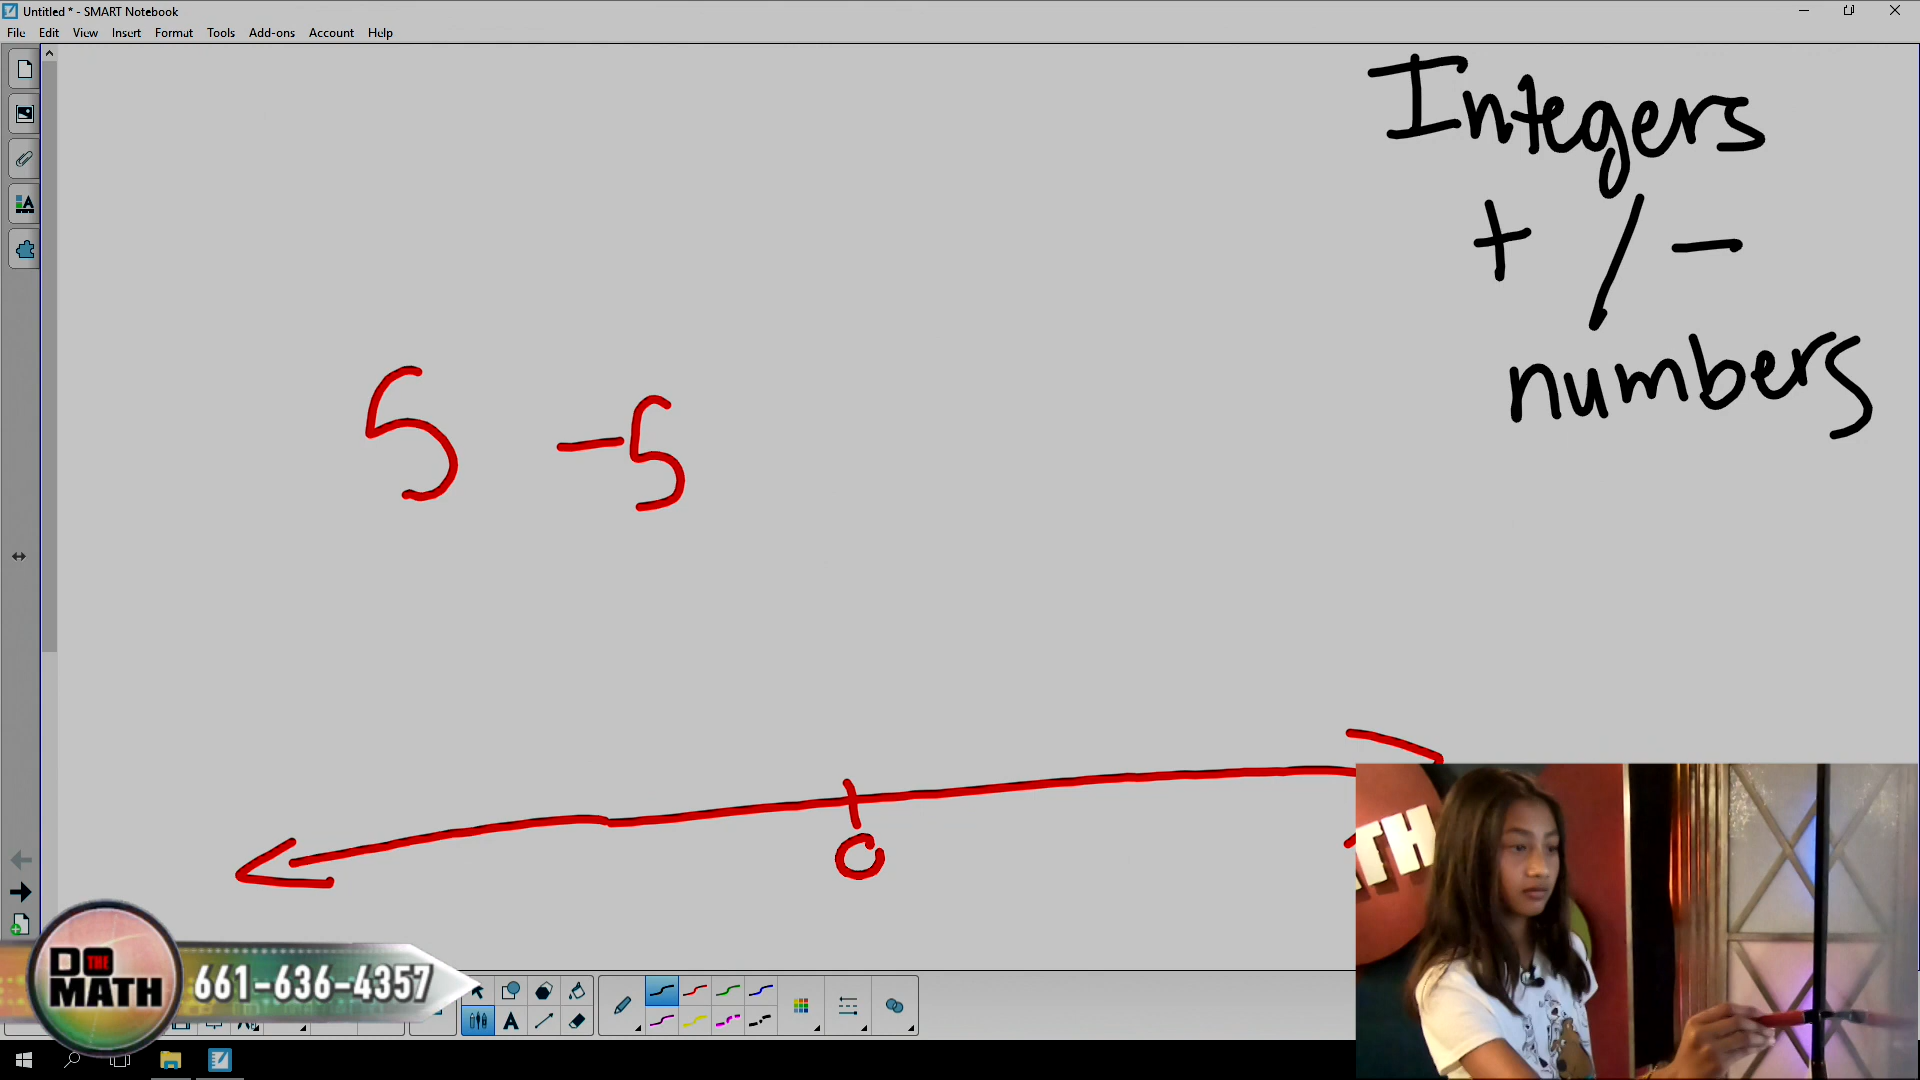 Untitled * - SMART Notebook
File Edit View Insert Format Tools Add-ons Account Help
Integers
+ / -
numbers
5 -5
0
DO THE MATH
661-636-4357